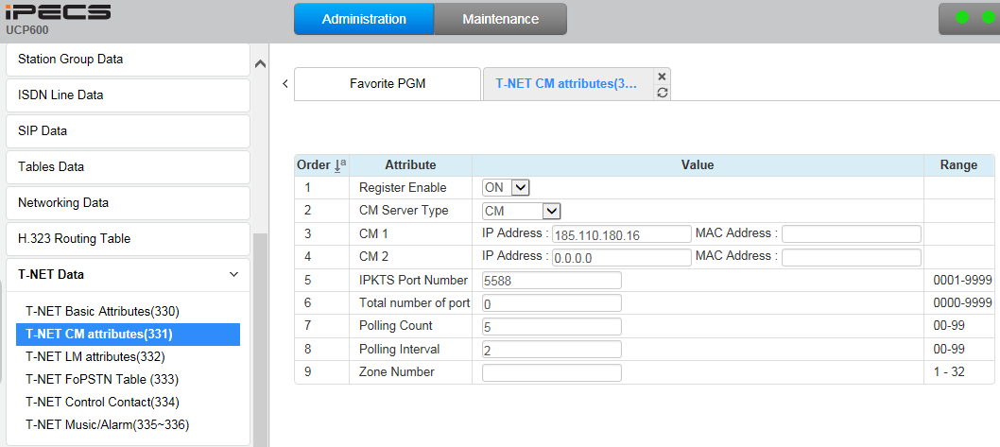 iPECS
UCP600
Administration
Maintenance
Station Group Data
ISDN Line Data
SIP Data
Tables Data
Networking Data
H.323 Routing Table
T-NET Data
T-NET Basic Attributes(330)
T-NET CM attributes(331)
T-NET LM attributes(332)
T-NET FoPSTN Table (333)
T-NET Control Contact(334)
T-NET Music/Alarm(335~336)
Favorite PGM
T-NET CM attributes(3...
Order Attribute Value Range
1 Register Enable ON
2 CM Server Type CM
3 CM 1 IP Address : 185.110.180.16 MAC Address :
4 CM 2 IP Address : 0.0.0.0 MAC Address :
5 IPKTS Port Number 5588 0001-9999
6 Total number of port 0 0000-9999
7 Polling Count 5 00-99
8 Polling Interval 2 00-99
9 Zone Number 1 - 32